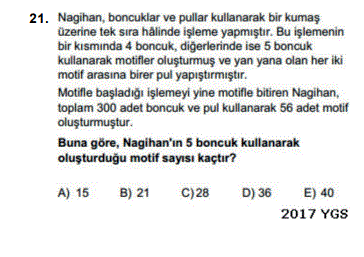 21. Nagihan, boncuklar ve pullar kullanarak bir kumaş
üzerine tek sıra hâlinde işleme yapmıştır. Bu işlemenin
bir kısmında 4 boncuk, diğerlerinde ise 5 boncuk
kullanarak motifler oluşturmuş ve yan yana olan her iki
motif arasına birer pul yapıştırmıştır.
Motifle başladığı işlemeyi yine motifle bitiren Nagihan,
toplam 300 adet boncuk ve pul kullanarak 56 adet motif
oluşturmuştur.
Buna göre, Nagihan'ın 5 boncuk kullanarak
oluşturduğu motif sayısı kaçtır?
A) 15 B) 21 C)28 D) 36 E) 40
2017 YGS